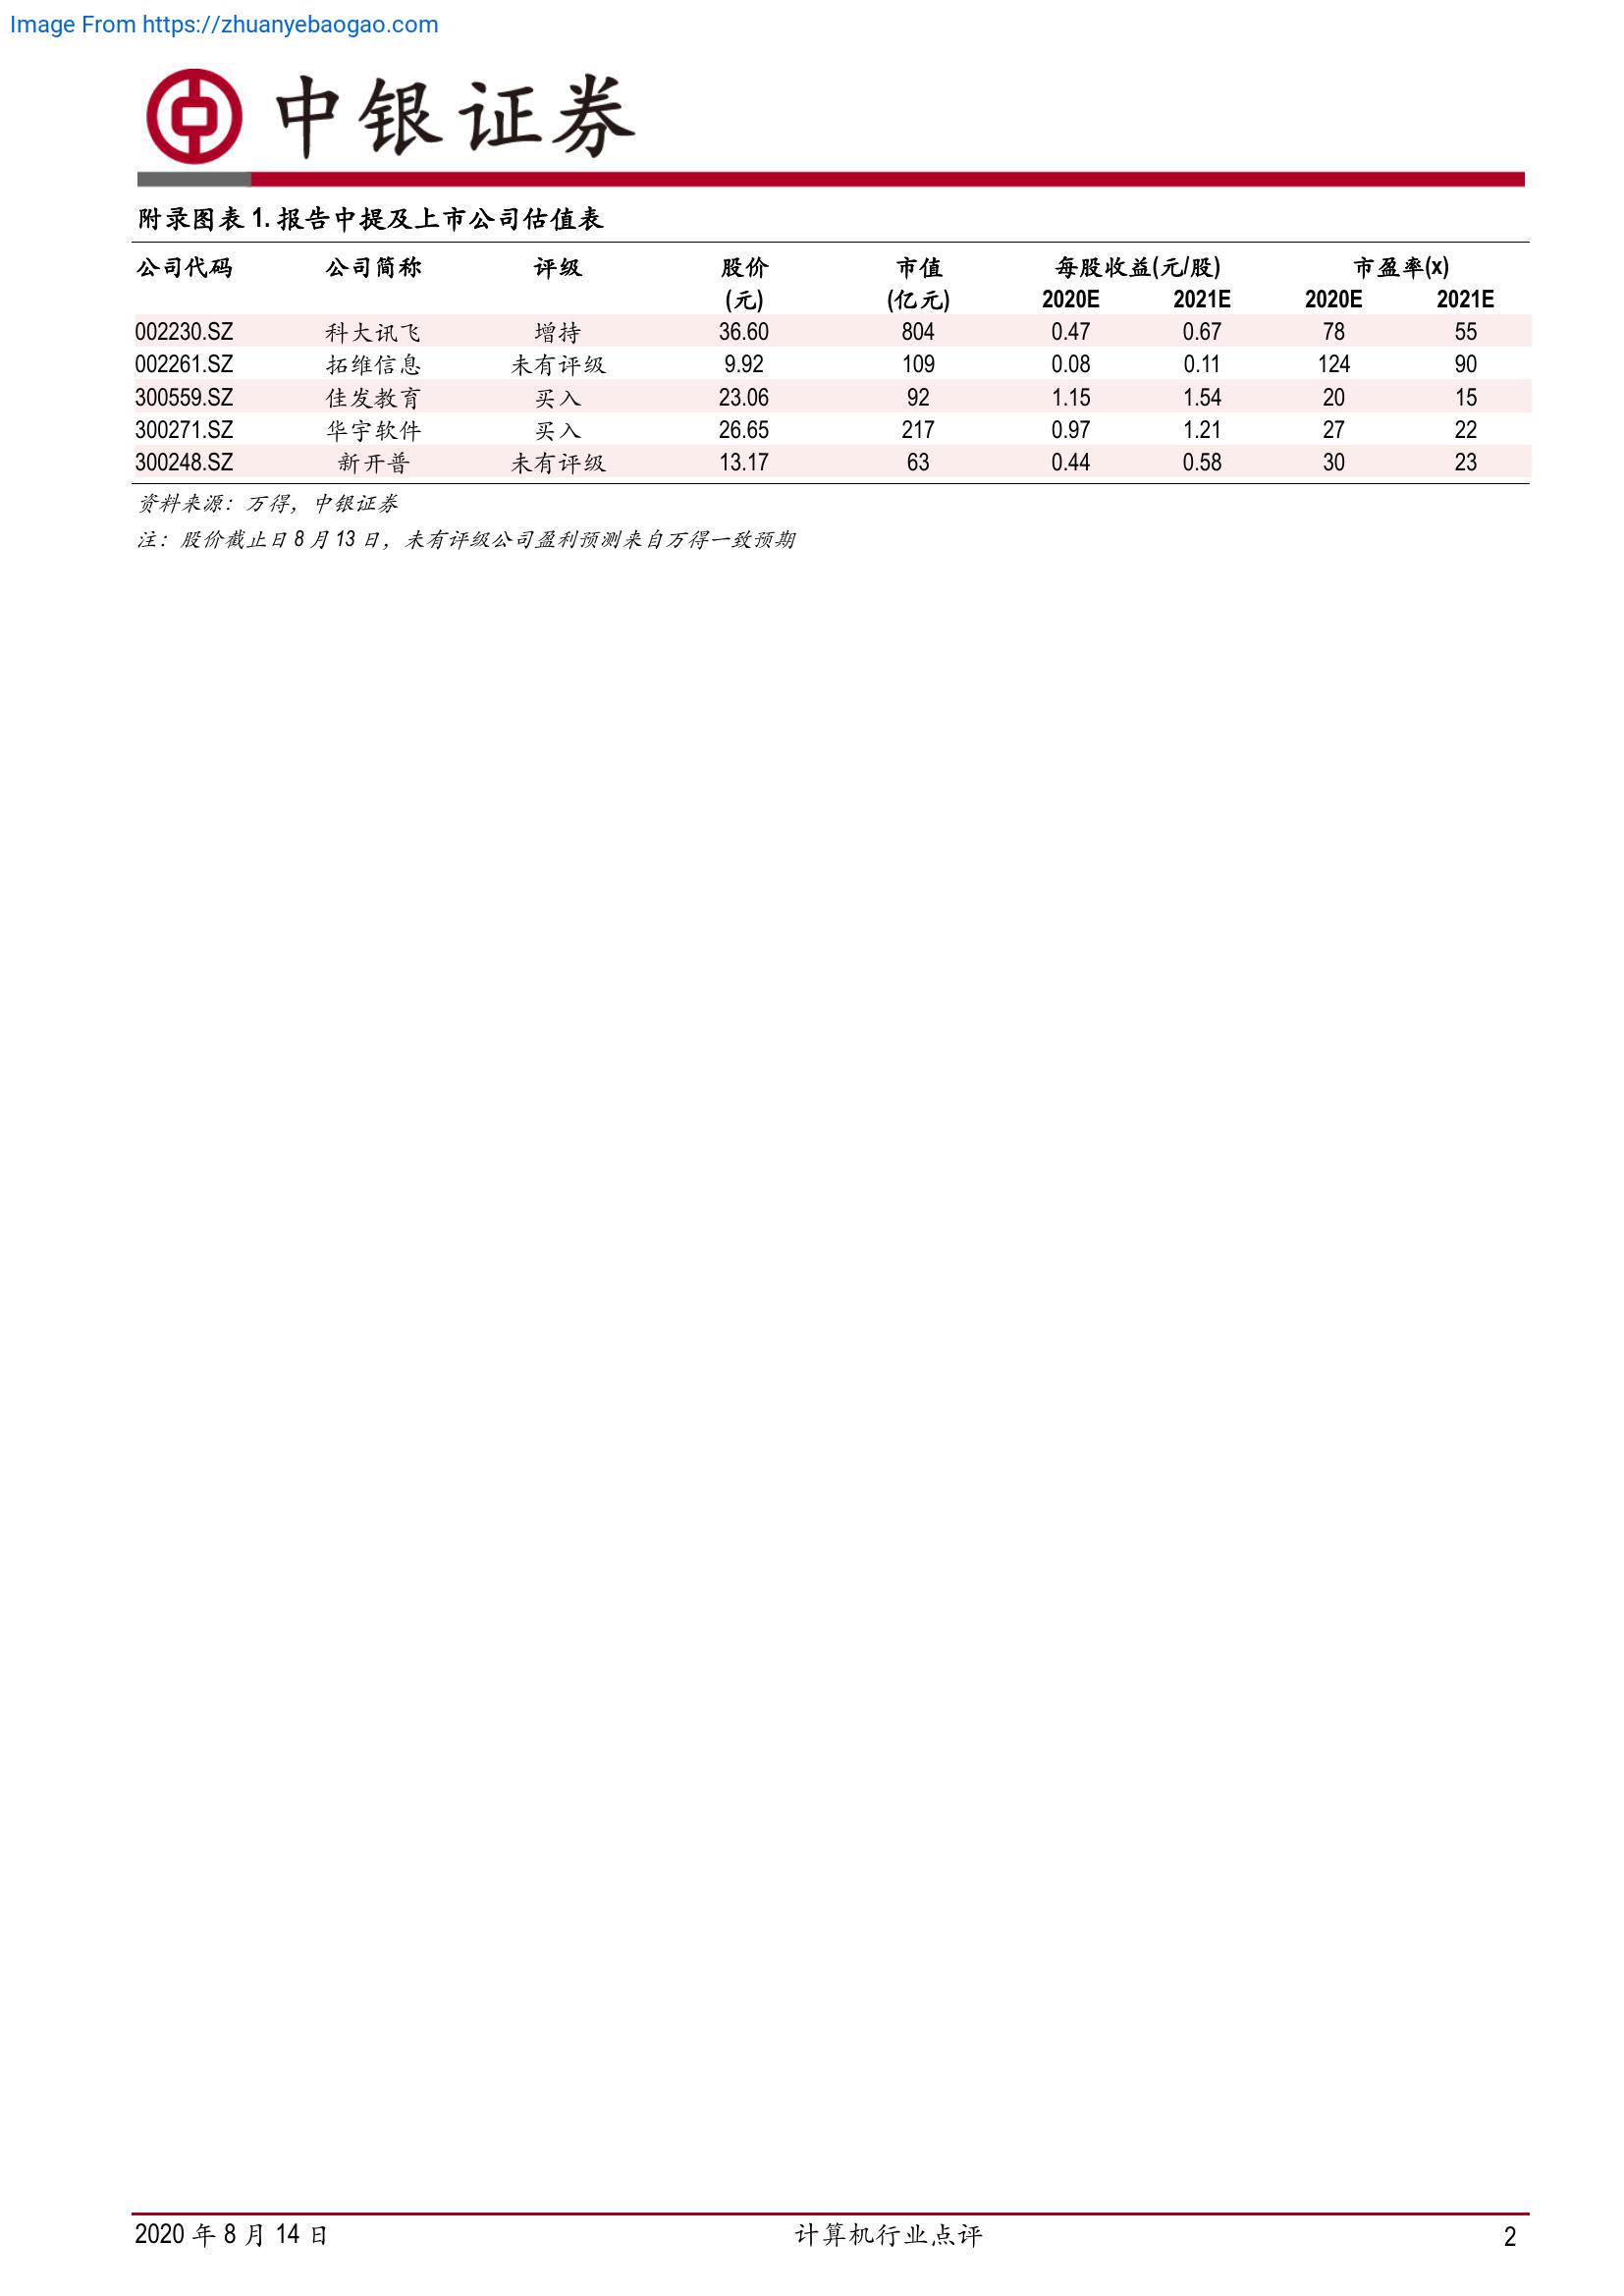 Image From https://zhuanyebaogao.com
中银证券
附录图表 1. 报告中提及上市公司估值表
公司代码 公司简称 评级 股价 市值 每股收益(元/股) 市盈率(x)
(元) (亿元) 2020E 2021E 2020E 2021E
002230.SZ 科大讯飞 增持 36.60 804 0.47 0.67 78 55
002261.SZ 拓维信息 未有评级 9.92 109 0.08 0.11 124 90
300559.SZ 佳发教育 买入 23.06 92 1.15 1.54 20 15
300271.SZ 华宇软件 买入 26.65 217 0.97 1.21 27 22
300248.SZ 新开普 未有评级 13.17 63 0.44 0.58 30 23
资料来源：万得，中银证券
注：股价截止日 8 月 13 日，未有评级公司盈利预测来自万得一致预期
2020 年 8 月 14 日 计算机行业点评 2